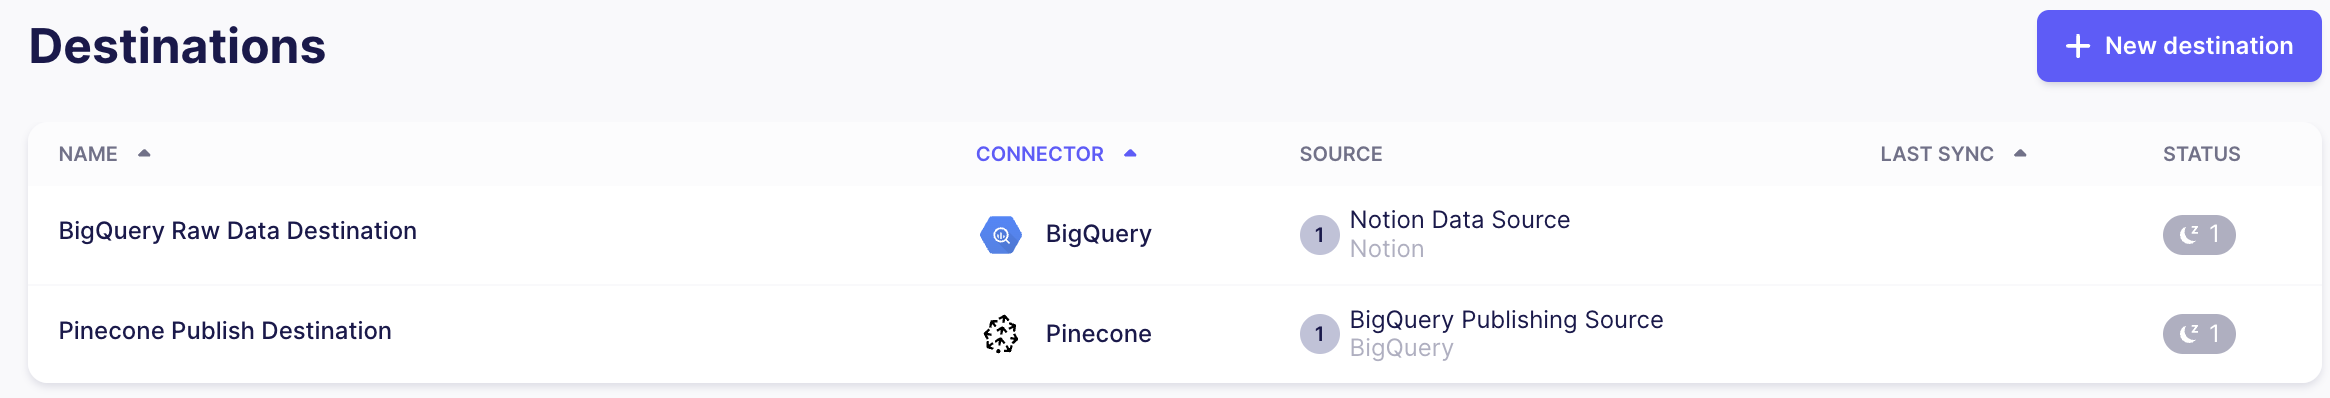 Destinations
New destination
NAME CONNECTOR SOURCE LAST SYNC STATUS
BigQuery Raw Data Destination BigQuery 1 Notion Data Source 1
Notion
Pinecone Publish Destination Pinecone 1 BigQuery Publishing Source 1
BigQuery